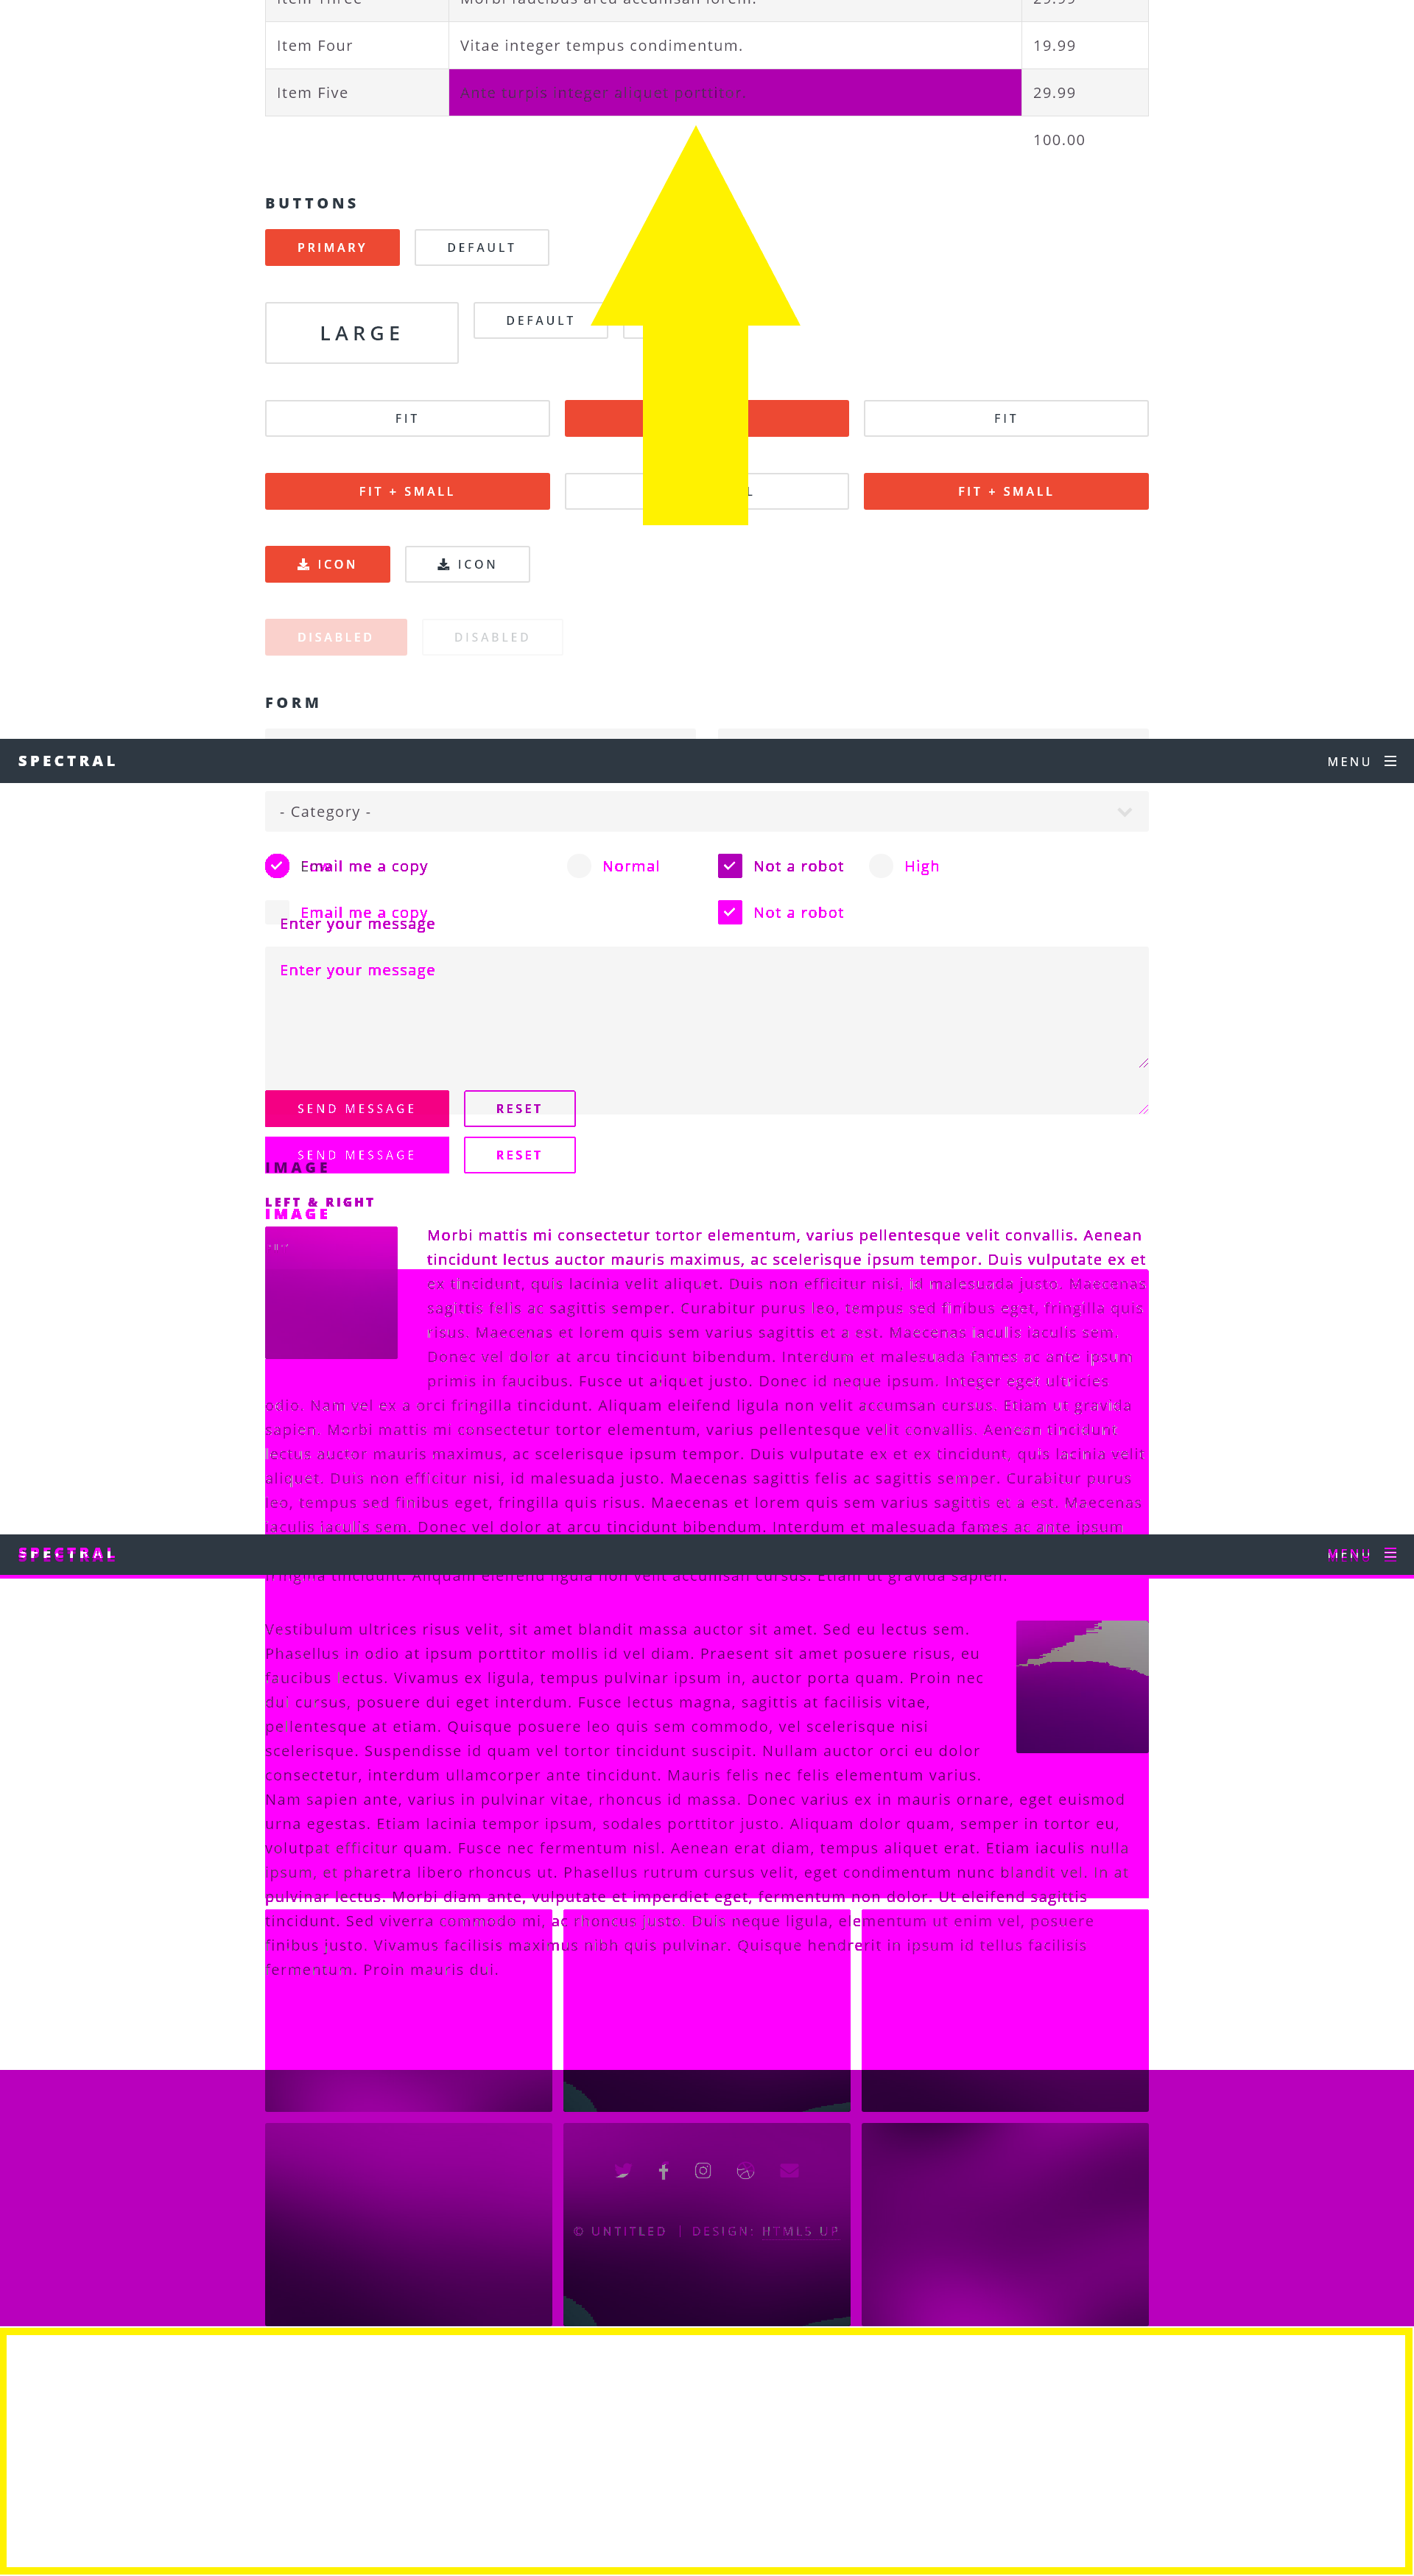 Item Three Morbi faucibus arcu accumsan lorem. 29.99
Item Four Vitae integer tempus condimentum. 19.99
Item Five Ante turpis integer aliquet porttitor. 29.99
100.00
BUTTONS
PRIMARY DEFAULT
LARGE DEFAULT
FIT FIT
FIT + SMALL L FIT + SMALL
ICON ICON
DISABLED DISABLED
FORM
SPECTRAL MENU
- Category -
Email me a copy Normal Not a robot High
Email me a copy Not a robot
Enter your message
Enter your message
SEND MESSAGE RESET
SEND MESSAGE RESET
IMAGE
LEFT & RIGHT
IMAGE
Morbi mattis mi consectetur tortor elementum, varius pellentesque velit convallis. Aenean
tincidunt lectus auctor mauris maximus, ac scelerisque ipsum tempor. Duis vulputate ex et
ex tincidunt, quis lacinia velit aliquet. Duis non efficitur nisi, id malesuada justo. Maecenas
sagittis felis ac sagittis semper. Curabitur purus leo, tempus sed finibus eget, fringilla quis
risus. Maecenas et lorem quis sem varius sagittis et a est. Maecenas iaculis iaculis sem.
Donec vel dolor at arcu tincidunt bibendum. Interdum et malesuada fames ac ante ipsum
primis in faucibus. Fusce ut aliquet justo. Donec id neque ipsum. Integer eget ultricies
odio. Nam vel ex a orci fringilla tincidunt. Aliquam eleifend ligula non velit accumsan cursus. Etiam ut gravida
sapien. Morbi mattis mi consectetur tortor elementum, varius pellentesque velit convallis. Aenean tincidunt
lectus auctor mauris maximus, ac scelerisque ipsum tempor. Duis vulputate ex et ex tincidunt, quis lacinia velit
aliquet. Duis non efficitur nisi, id malesuada justo. Maecenas sagittis felis ac sagittis semper. Curabitur purus
leo, tempus sed finibus eget, fringilla quis risus. Maecenas et lorem quis sem varius sagittis et a est. Maecenas
iaculis iaculis sem. Donec vel dolor at arcu tincidunt bibendum. Interdum et malesuada fames ac ante ipsum
SPECTRAL MENU
fringilla tincidunt. Aliquam eleifend ligula non velit accumsan cursus. Etiam ut gravida sapien.
Vestibulum ultrices risus velit, sit amet blandit massa auctor sit amet. Sed eu lectus sem.
Phasellus in odio at ipsum porttitor mollis id vel diam. Praesent sit amet posuere risus, eu
faucibus lectus. Vivamus ex ligula, tempus pulvinar ipsum in, auctor porta quam. Proin nec
dui cursus, posuere dui eget interdum. Fusce lectus magna, sagittis at facilisis vitae,
pellentesque at etiam. Quisque posuere leo quis sem commodo, vel scelerisque nisi
scelerisque. Suspendisse id quam vel tortor tincidunt suscipit. Nullam auctor orci eu dolor
consectetur, interdum ullamcorper ante tincidunt. Mauris felis nec felis elementum varius.
Nam sapien ante, varius in pulvinar vitae, rhoncus id massa. Donec varius ex in mauris ornare, eget euismod
urna egestas. Etiam lacinia tempor ipsum, sodales porttitor justo. Aliquam dolor quam, semper in tortor eu,
volutpat efficitur quam. Fusce nec fermentum nisl. Aenean erat diam, tempus aliquet erat. Etiam iaculis nulla
ipsum, et pharetra libero rhoncus ut. Phasellus rutrum cursus velit, eget condimentum nunc blandit vel. In at
pulvinar lectus. Morbi diam ante, vulputate et imperdiet eget, fermentum non dolor. Ut eleifend sagittis
tincidunt. Sed viverra commodo mi, ac rhoncus justo. Duis neque ligula, elementum ut enim vel, posuere
finibus justo. Vivamus facilisis maximus nibh quis pulvinar. Quisque hendrerit in ipsum id tellus facilisis
fermentum. Proin mauris dui.
© UNTITLED | DESIGN: HTML5 UP